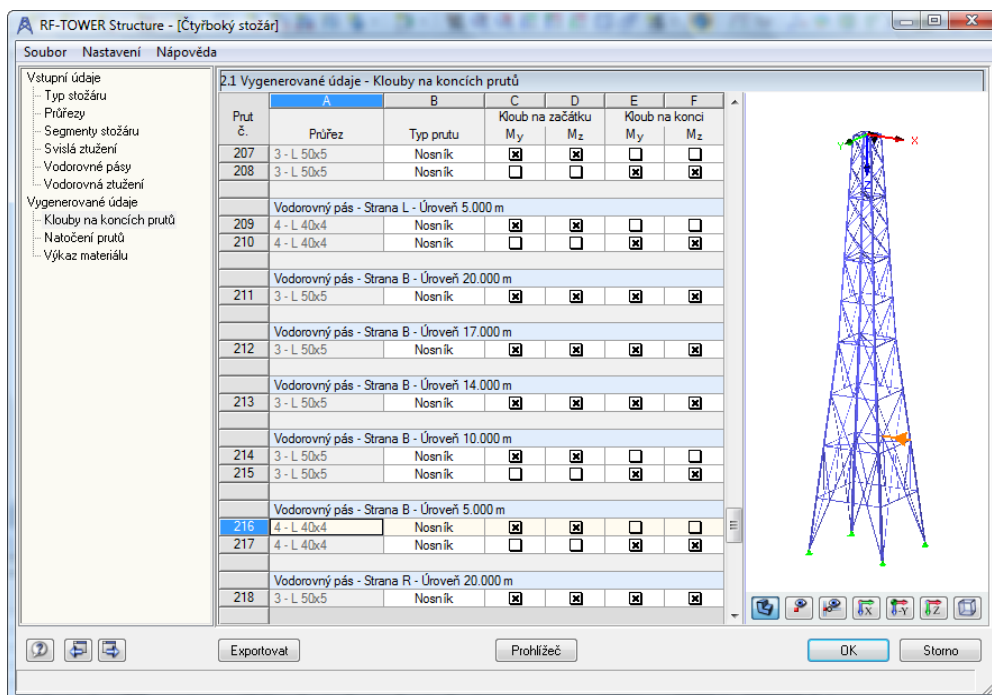 RF-TOWER Structure - [Čtyřboký stožár]
Soubor Nastavení Nápověda
Vstupní údaje
Typ stožáru
Průřezy
Segmenty stožáru
Svislá ztužení
Vodorovné pásy
Vodorovná ztužení
Vygenerované údaje
Klouby na koncích prutů
Natočení prutů
Výkaz materiálu
2.1 Vygenerované údaje - Klouby na koncích prutů
A B C D E F
Prut Kloub na začátku Kloub na konci
č. Průřez Typ prutu My Mz My Mz
207 3 - L 50x5 Nosník
208 3 - L 50x5 Nosník
Vodorovný pás - Strana L - Úroveň 5.000 m
209 4 - L 40x4 Nosník
210 4 - L 40x4 Nosník
Vodorovný pás - Strana B - Úroveň 20.000 m
211 3 - L 50x5 Nosník
Vodorovný pás - Strana B - Úroveň 17.000 m
212 3 - L 50x5 Nosník
Vodorovný pás - Strana B - Úroveň 14.000 m
213 3 - L 50x5 Nosník
Vodorovný pás - Strana B - Úroveň 10.000 m
214 3 - L 50x5 Nosník
215 3 - L 50x5 Nosník
Vodorovný pás - Strana B - Úroveň 5.000 m
216 4 - L 40x4 Nosník
217 4 - L 40x4 Nosník
Vodorovný pás - Strana R - Úroveň 20.000 m
218 3 - L 50x5 Nosník
Y X
Z
X -Y Z
Exportovat Prohlížeč OK Storno